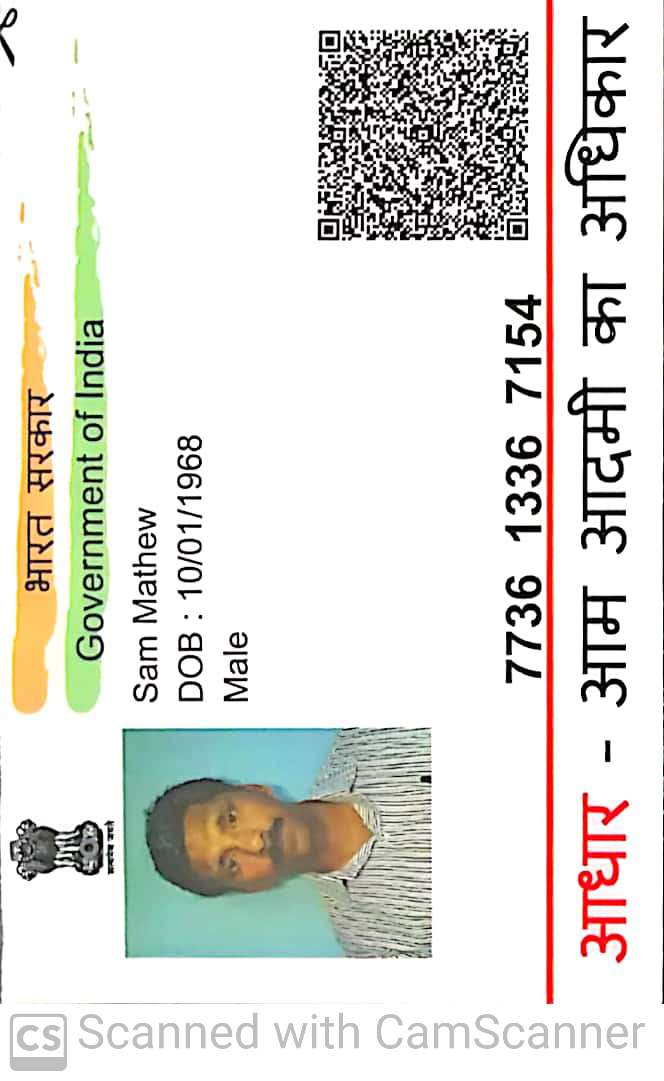 भारत सरकार
Government of India
Sam Mathew
DOB : 10/01/1968
Male
7736 1336 7154
आधार - आम आदमी का अधिकार
CS Scanned with CamScanner